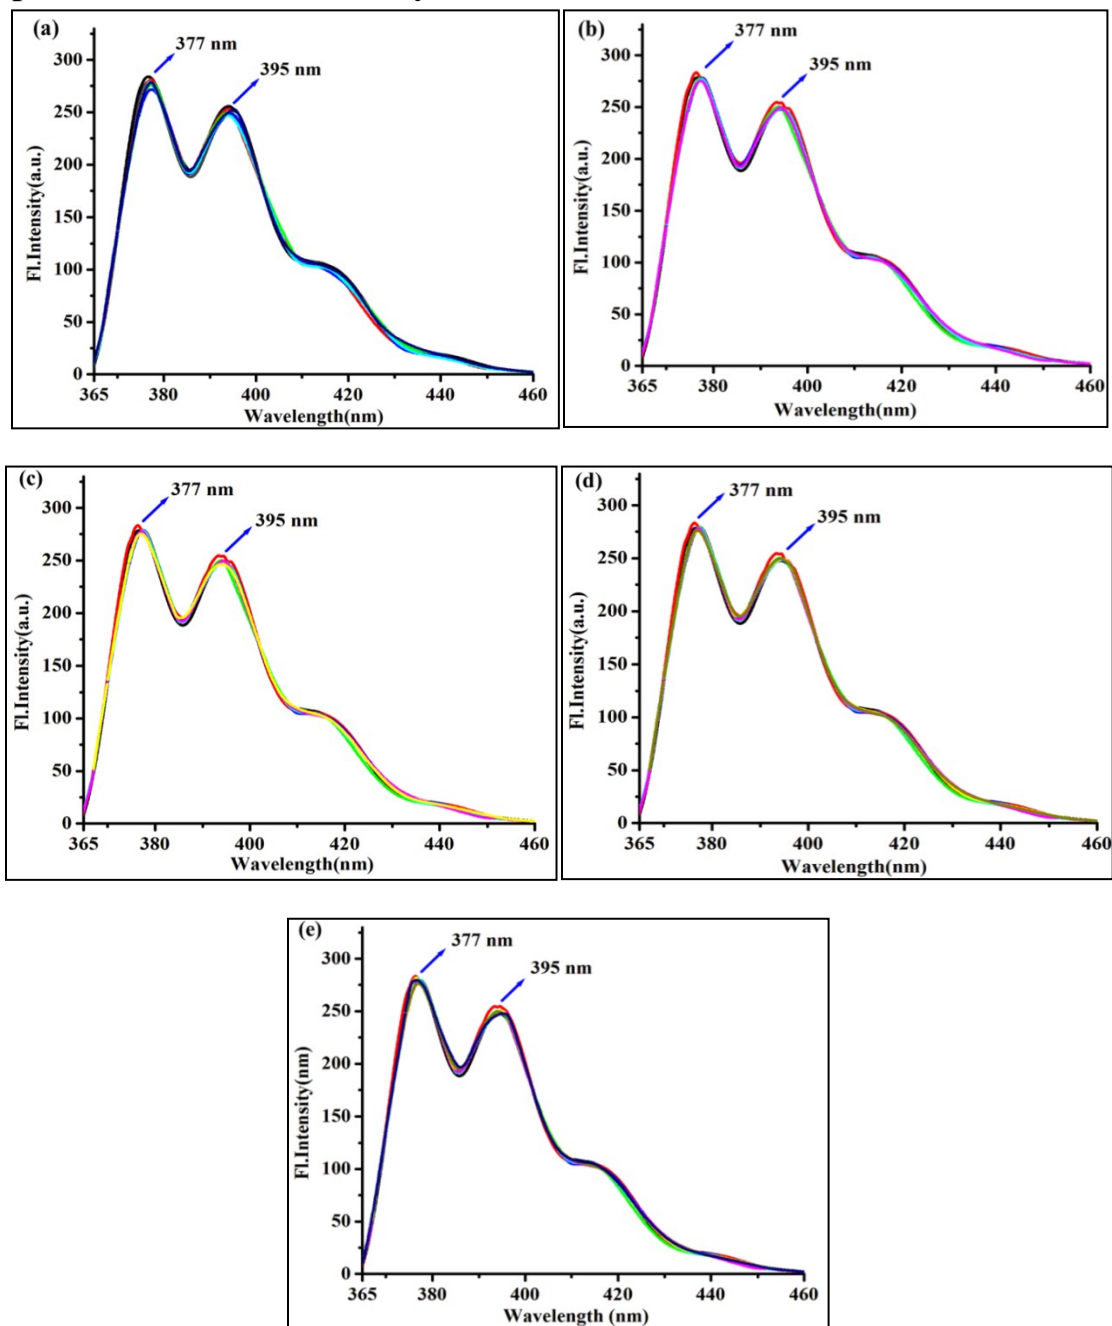 (a)
377 nm
395 nm
300
250
200
150
100
50
0
Fl.Intensity(a.u.)
365 380 400 420 440 460
Wavelength(nm)
(b)
377 nm
395 nm
300
250
200
150
100
50
0
Fl.Intensity(a.u.)
365 380 400 420 440 460
Wavelength(nm)
(c)
377 nm
395 nm
300
250
200
150
100
50
0
Fl.Intensity(a.u.)
365 380 400 420 440 460
Wavelength(nm)
(d)
377 nm
395 nm
300
250
200
150
100
50
0
Fl.Intensity(a.u.)
365 380 400 420 440 460
Wavelength(nm)
(e)
377 nm
395 nm
300
250
200
150
100
50
0
Fl.Intensity(nm)
365 380 400 420 440 460
Wavelength (nm)